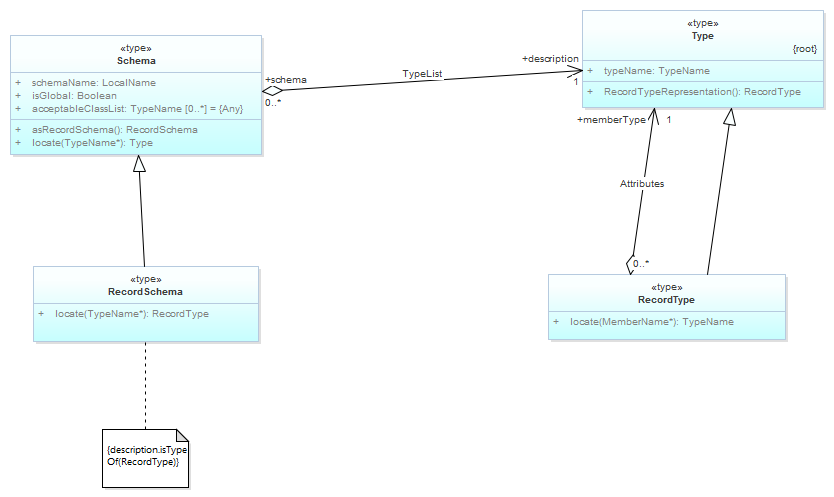 «type»
Schema
+ schemaName: LocalName
+ isGlobal: Boolean
+ acceptableClassList: TypeName [0..*] = {Any}
+ asRecordSchema(): RecordSchema
+ locate(TypeName*): Type
+schema
0..*
TypeList
+description
1
«type»
Type
{root}
+ typeName: TypeName
+ RecordTypeRepresentation(): RecordType
+memberType
1
Attributes
0..*
«type»
RecordSchema
+ locate(TypeName*): RecordType
«type»
RecordType
+ locate(MemberName*): TypeName
{description.isType
Of(RecordType)}